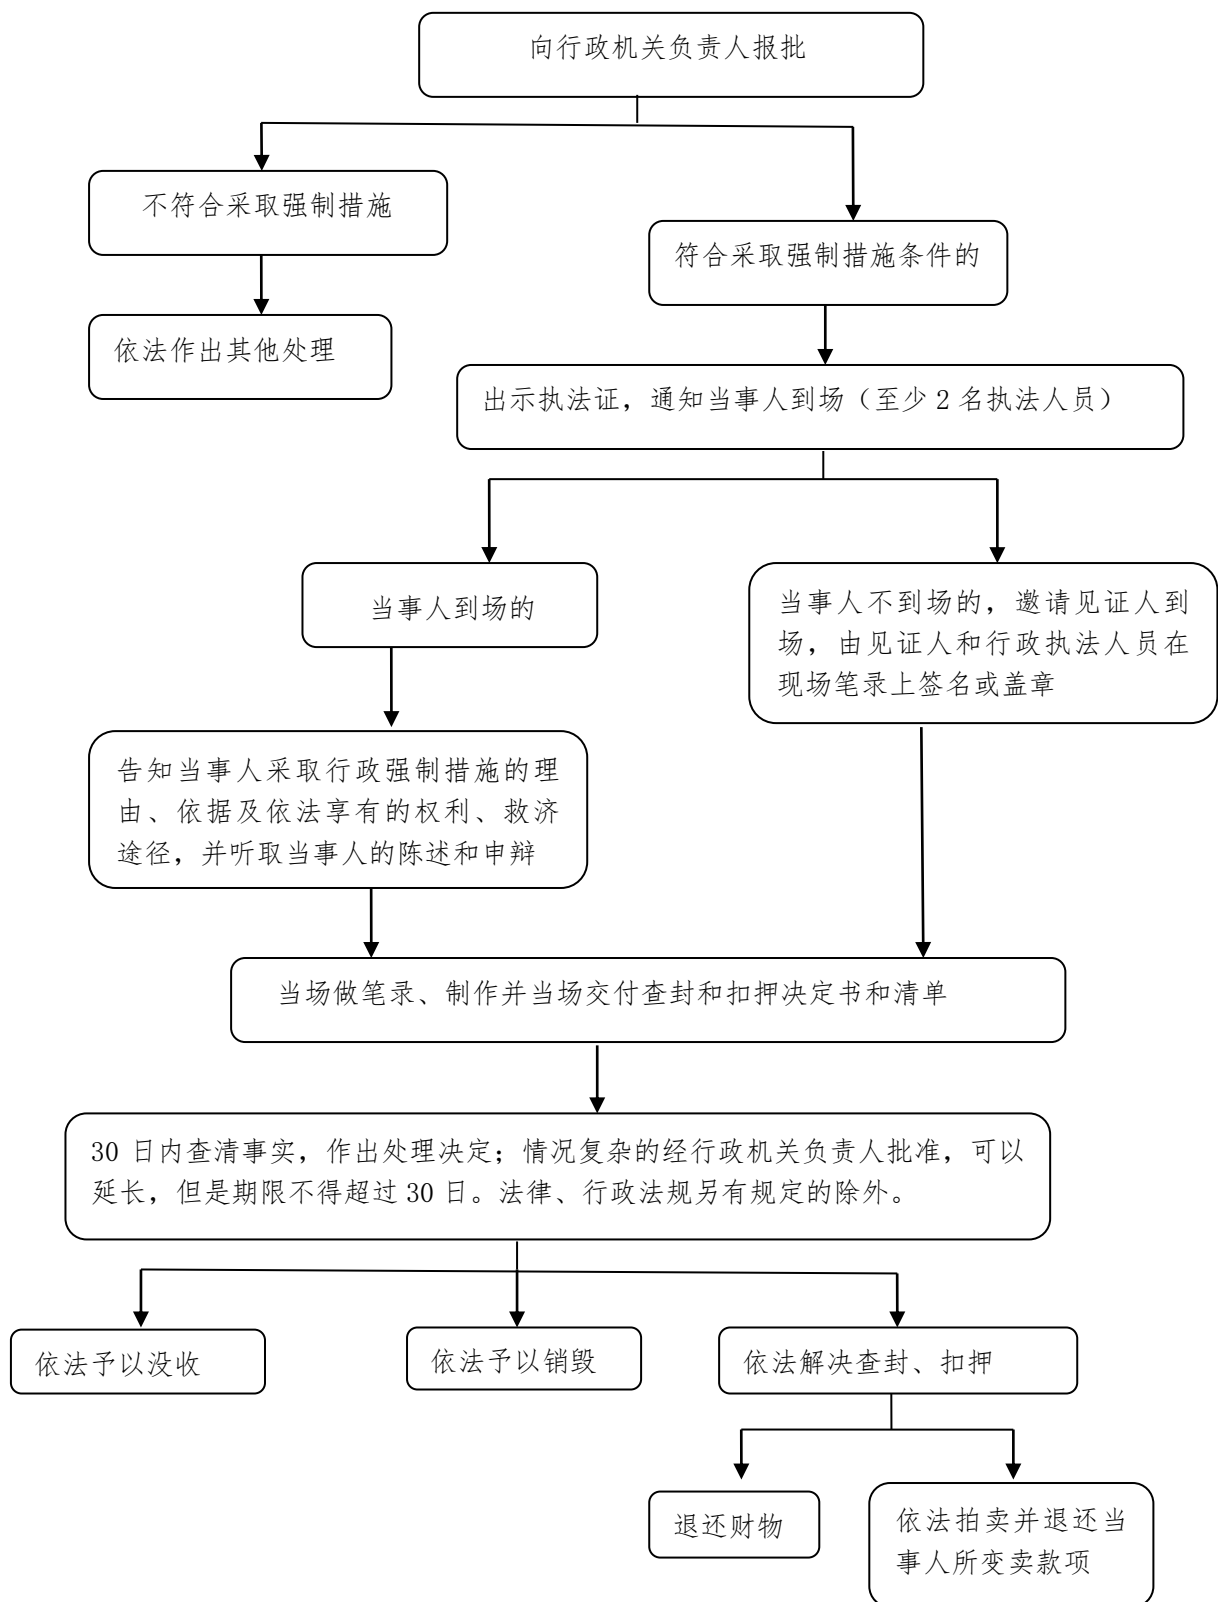 向行政机关负责人报批
不符合采取强制措施
符合采取强制措施条件的
依法作出其他处理
出示执法证，通知当事人到场（至少 2 名执法人员）
当事人到场的
当事人不到场的，邀请见证人到
场，由见证人和行政执法人员在
现场笔录上签名或盖章
告知当事人采取行政强制措施的理
由、依据及依法享有的权利、救济
途径，并听取当事人的陈述和申辩
当场做笔录、制作并当场交付查封和扣押决定书和清单
30 日内查清事实，作出处理决定；情况复杂的经行政机关负责人批准，可以
延长，但是期限不得超过 30 日。法律、行政法规另有规定的除外。
依法予以没收
依法予以销毁
依法解决查封、扣押
退还财物
依法拍卖并退还当
事人所变卖款项